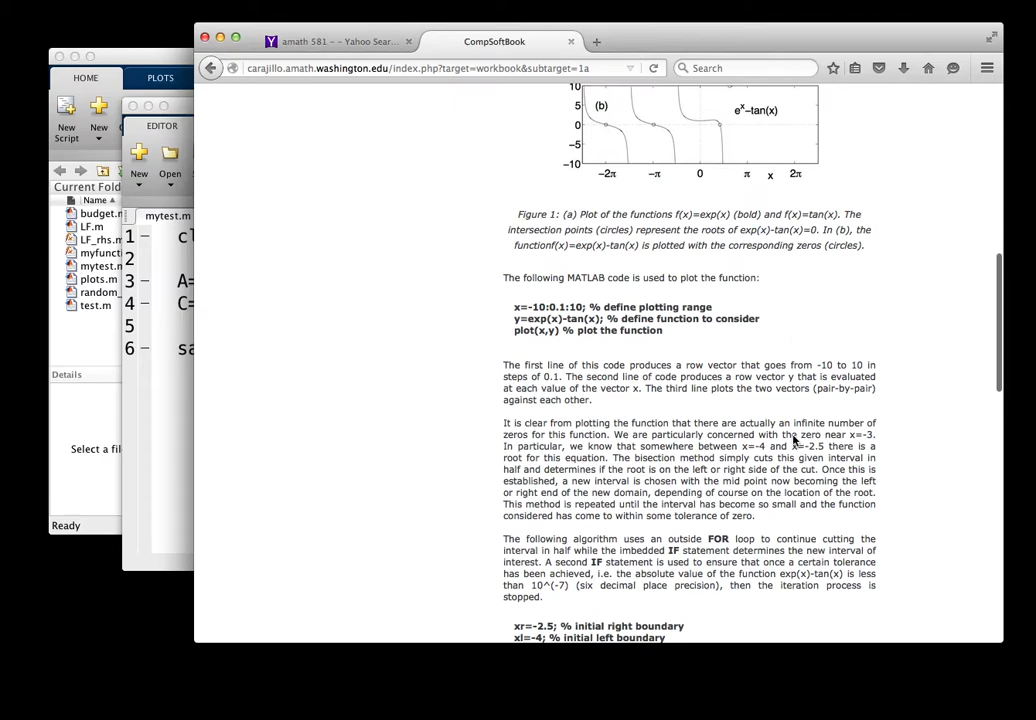 HOME PLOTS
New Script
New
Current Fold
Name
budget.m
LF.m
LF_rhs.m
myfuncti
mytest.m
plots.m
random_
test.m
Details
Select a fi
Ready
EDITOR
New Open
mytest.m
1 – cl
2
3 – A=
4 – C=
5
6 – sa
amath 581 -- Yahoo Sear... ×
CompSoftBook ×
carajillo.amath.washington.edu/index.php?target=workbook&subtarget=1a
Search
10
5
0
−5
−10
(b)
e^x−tan(x)
−2π −π 0 π x 2π
Figure 1: (a) Plot of the functions f(x)=exp(x) (bold) and f(x)=tan(x). The
intersection points (circles) represent the roots of exp(x)-tan(x)=0. In (b), the
functionf(x)=exp(x)-tan(x) is plotted with the corresponding zeros (circles).
The following MATLAB code is used to plot the function:
x=-10:0.1:10; % define plotting range
y=exp(x)-tan(x); % define function to consider
plot(x,y) % plot the function
The first line of this code produces a row vector that goes from -10 to 10 in
steps of 0.1. The second line of code produces a row vector y that is evaluated
at each value of the vector x. The third line plots the two vectors (pair-by-pair)
against each other.
It is clear from plotting the function that there are actually an infinite number of
zeros for this function. We are particularly concerned with the zero near x=-3.
In particular, we know that somewhere between x=-4 and x=-2.5 there is a
root for this equation. The bisection method simply cuts this given interval in
half and determines if the root is on the left or right side of the cut. Once this is
established, a new interval is chosen with the mid point now becoming the left
or right end of the new domain, depending of course on the location of the root.
This method is repeated until the interval has become so small and the function
considered has come to within some tolerance of zero.
The following algorithm uses an outside FOR loop to continue cutting the
interval in half while the imbedded IF statement determines the new interval of
interest. A second IF statement is used to ensure that once a certain tolerance
has been achieved, i.e. the absolute value of the function exp(x)-tan(x) is less
than 10^(-7) (six decimal place precision), then the iteration process is
stopped.
xr=-2.5; % initial right boundary
xl=-4; % initial left boundary